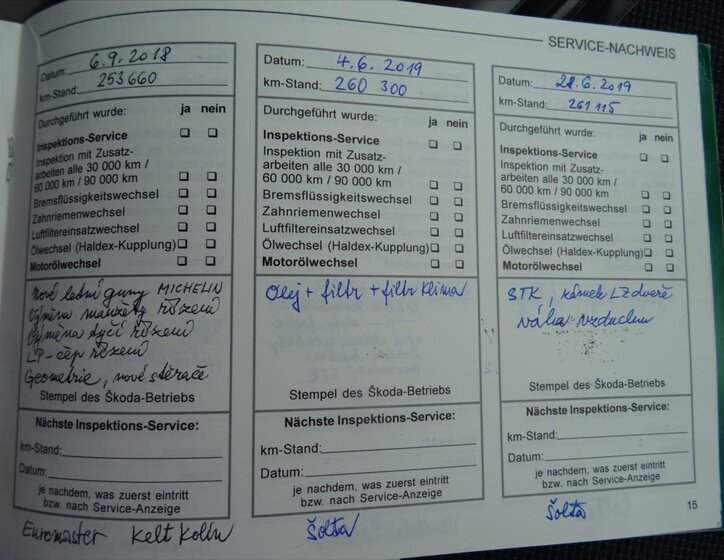 SERVICE-NACHWEIS
Datum: 6.9.2018
km-Stand: 253660
Durchgeführt wurde: ja nein
Inspektions-Service
Inspektion mit Zusatz-
arbeiten alle 30 000 km /
60 000 km / 90 000 km
Bremsflüssigkeitswechsel
Zahnriemenwechsel
Luftfiltereinsatzwechsel
Ölwechsel (Haldex-Kupplung)
Motorölwechsel
Nové letní gumy MICHELIN
Výměna manžety řízení
Výměna tyčí řízení
LP-čep řízení
Geometrie, nové stěrače
Stempel des Škoda-Betriebs
Nächste Inspektions-Service:
km-Stand:
Datum:
je nachdem, was zuerst eintritt
bzw. nach Service-Anzeige
Euromaster Kelt Kolín
Datum: 4.6.2019
km-Stand: 260 300
Durchgeführt wurde: ja nein
Inspektions-Service
Inspektion mit Zusatz-
arbeiten alle 30 000 km /
60 000 km / 90 000 km
Bremsflüssigkeitswechsel
Zahnriemenwechsel
Luftfiltereinsatzwechsel
Ölwechsel (Haldex-Kupplung)
Motorölwechsel
Olej + filtr + filtr klima
Stempel des Škoda-Betriebs
Nächste Inspektions-Service:
km-Stand:
Datum:
je nachdem, was zuerst eintritt
bzw. nach Service-Anzeige
Šolta
Datum: 28.6.2019
km-Stand: 261115
Durchgeführt wurde: ja nein
Inspektions-Service
Inspektion mit Zusatz-
arbeiten alle 30 000 km /
60 000 km / 90 000 km
Bremsflüssigkeitswechsel
Zahnriemenwechsel
Luftfiltereinsatzwechsel
Ölwechsel (Haldex-Kupplung)
Motorölwechsel
STK, zámek LZ dveře
váha vzduchu
Stempel des Škoda-Betriebs
Nächste Inspektions-Service:
km-Stand:
Datum:
je nachdem, was zuerst eintritt
bzw. nach Service-Anzeige
Šolta
15